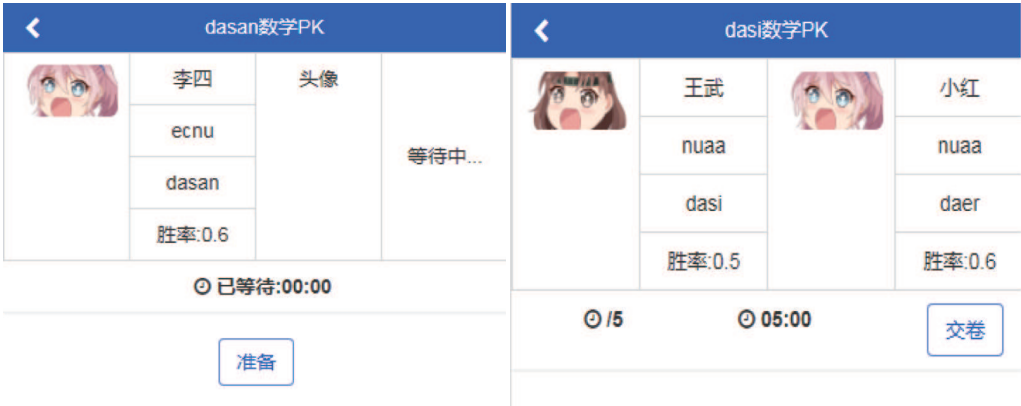 dasan数学PK
李四 头像
ecnu
等待中...
dasan
胜率:0.6
已等待:00:00
准备
dasi数学PK
王武 小红
nuaa nuaa
dasi daer
胜率:0.5 胜率:0.6
/5 05:00 交卷